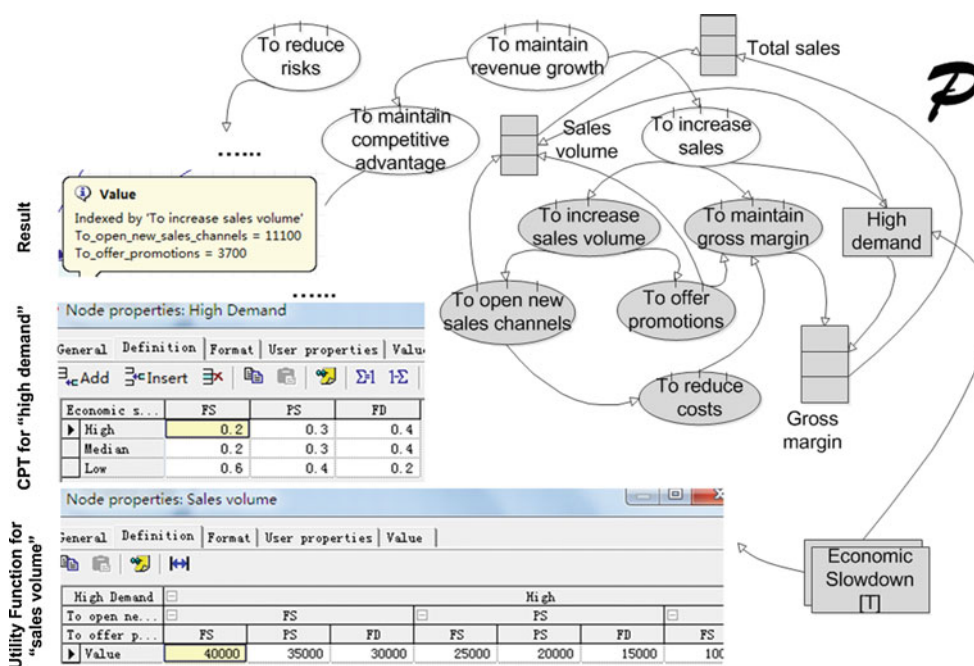 To reduce
risks
To maintain
revenue growth
Total sales
P
To maintain
competitive
advantage
Sales
volume
To increase
sales
......
Result
Value
Indexed by 'To increase sales volume'
To_open_new_sales_channels = 11100
To_offer_promotions = 3700
To increase
sales volume
To maintain
gross margin
High
demand
......
To open new
sales channels
To offer
promotions
To reduce
costs
Gross
margin
CPT for "high demand"
Node properties: High Demand
General Definition Format User properties Valu
Add Insert Σ=1 1-Σ
Economic s... FS PS FD
High 0.2 0.3 0.4
Median 0.2 0.3 0.4
Low 0.6 0.4 0.2
Economic
Slowdown
[T]
Utility Function for
"sales volume"
Node properties: Sales volume
General Definition Format User properties Value
High Demand High
To open ne... FS PS
To offer p... FS PS FD FS PS FD FS
Value 40000 35000 30000 25000 20000 15000 100